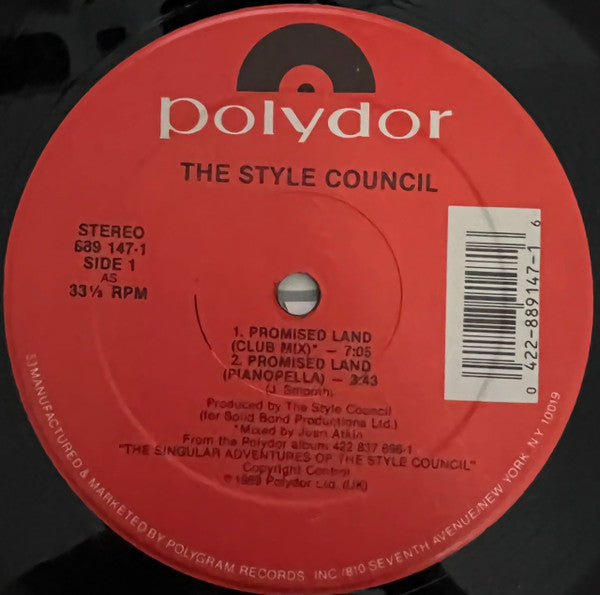 polydor
THE STYLE COUNCIL
STEREO
889 147-1
SIDE 1
AS
33⅓ RPM
0 422-889147-1 6
1. PROMISED LAND
(CLUB MIX)* – 7:05
2. PROMISED LAND
(PIANOPELLA) – 3:43
(J. Smooth)
Produced by The Style Council
(for Solid Bond Productions Ltd.)
*Mixed by Juan Atkin
From the Polydor album 422 837 896-1
"THE SINGULAR ADVENTURES OF THE STYLE COUNCIL"
Copyright Control
℗ 1989 Polydor Ltd. (UK)
53 MANUFACTURED & MARKETED BY POLYGRAM RECORDS, INC./810 SEVENTH AVENUE/NEW YORK, NY 10019